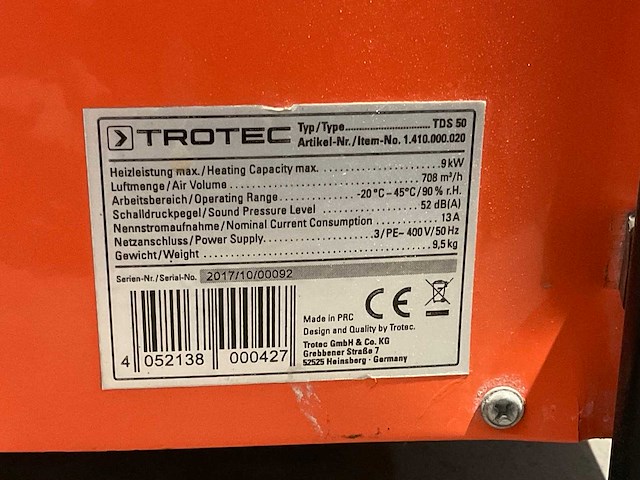 TROTEC
Typ/Type.......................... TDS 50
Artikel-Nr./Item-No. 1.410.000.020
Heizleistung max./Heating Capacity max. .......................... 9 kW
Luftmenge/Air Volume .......................... 708 m³/h
Arbeitsbereich/Operating Range .............. -20 °C – 45°C/90 % r.H.
Schalldruckpegel/Sound Pressure Level .......................... 52 dB(A)
Nennstromaufnahme/Nominal Current Consumption .............. 13 A
Netzanschluss/Power Supply.......................... 3/PE~ 400 V/50 Hz
Gewicht/Weight .......................... 9,5 kg
Serien-Nr./Serial-No. 2017/10/00092
CE
Made in PRC
Design and Quality by Trotec.
Trotec GmbH & Co. KG
Grebbener Straße 7
52525 Heinsberg · Germany
4 052138 000427